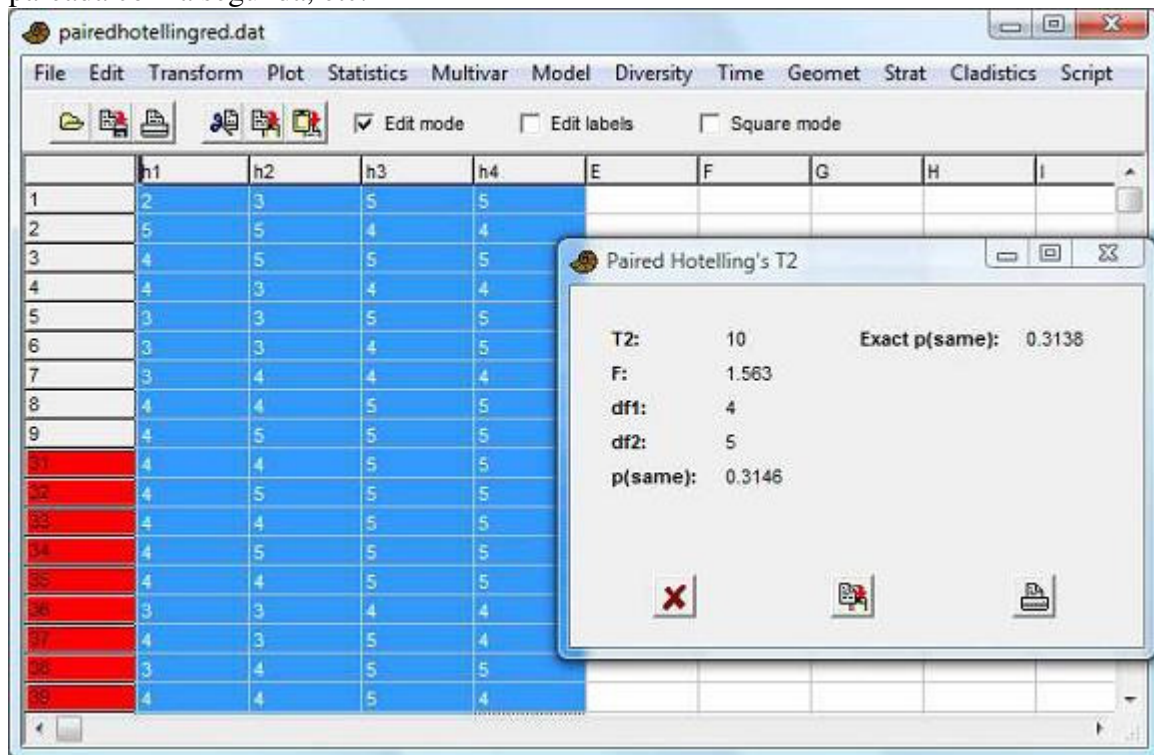 pairedhotellingred.dat
File Edit Transform Plot Statistics Multivar Model Diversity Time Geomet Strat Cladistics Script
Edit mode Edit labels Square mode
h1 h2 h3 h4 E F G H I
1 2 3 5 5
2 5 5 4 4
3 4 5 5 5
4 4 3 4 4
5 3 3 5 5
6 3 3 4 5
7 3 4 4 4
8 4 4 5 5
9 4 5 5 5
31 4 4 5 5
32 4 5 5 5
33 4 4 5 5
34 4 5 5 5
35 4 4 5 5
36 3 3 4 4
37 4 3 5 4
38 3 4 5 5
39 4 4 5 4
Paired Hotelling's T2
T2: 10 Exact p(same): 0.3138
F: 1.563
df1: 4
df2: 5
p(same): 0.3146